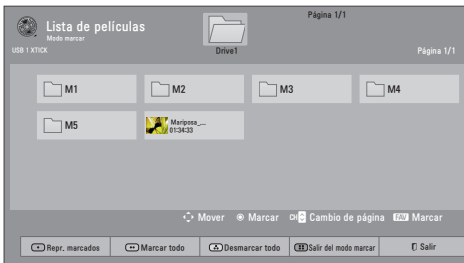 Lista de películas
Página 1/1
Modo marcar
USB 1 XTICK
Drive1
Página 1/1
M1
M2
M3
M4
M5
Mariposa_...
01:34:33
Mover
Marcar
CH Cambio de página
FAV Marcar
Repr. marcados
Marcar todo
Desmarcar todo
Salir del modo marcar
Salir